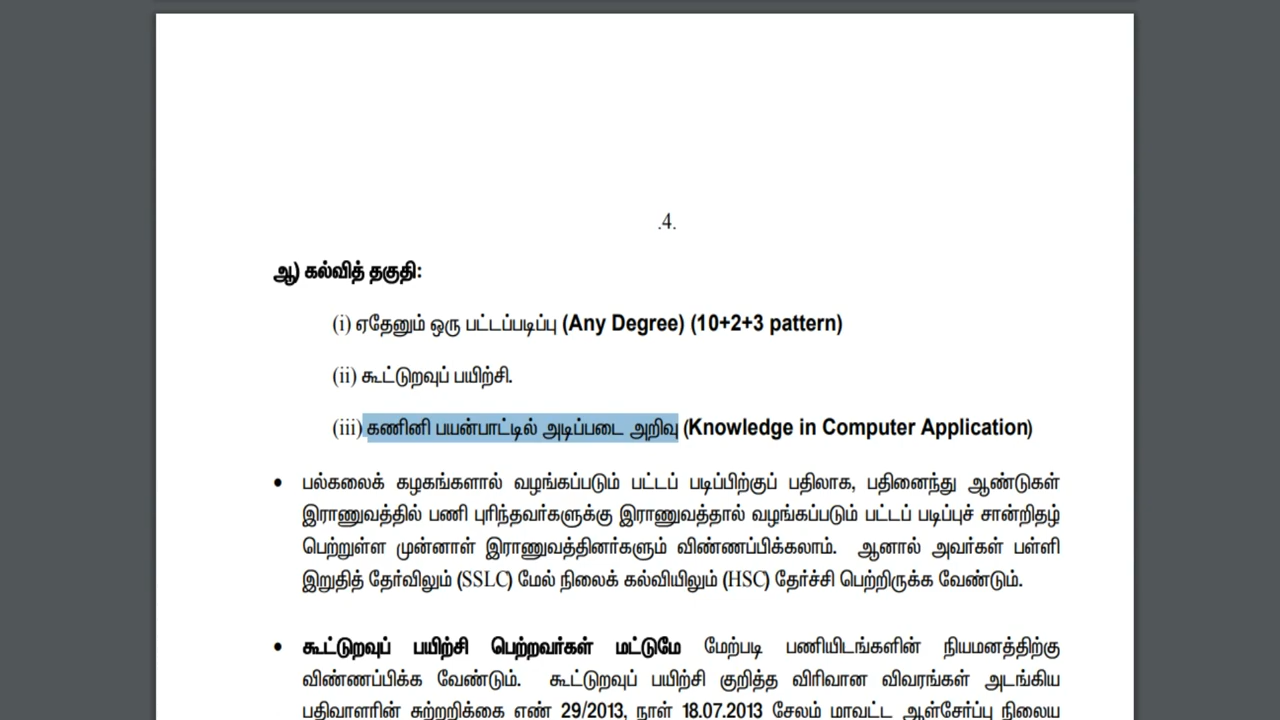 .4.
ஆ) கல்வித் தகுதி:
(i) ஏதேனும் ஒரு பட்டப்படிப்பு (Any Degree) (10+2+3 pattern)
(ii) கூட்டுறவுப் பயிற்சி.
(iii) கணினி பயன்பாட்டில் அடிப்படை அறிவு (Knowledge in Computer Application)
• பல்கலைக் கழகங்களால் வழங்கப்படும் பட்டப் படிப்பிற்குப் பதிலாக, பதினைந்து ஆண்டுகள்
இராணுவத்தில் பணி புரிந்தவர்களுக்கு இராணுவத்தால் வழங்கப்படும் பட்டப் படிப்புச் சான்றிதழ்
பெற்றுள்ள முன்னாள் இராணுவத்தினர்களும் விண்ணப்பிக்கலாம். ஆனால் அவர்கள் பள்ளி
இறுதித் தேர்விலும் (SSLC) மேல் நிலைக் கல்வியிலும் (HSC) தேர்ச்சி பெற்றிருக்க வேண்டும்.
• கூட்டுறவுப் பயிற்சி பெற்றவர்கள் மட்டுமே மேற்படி பணியிடங்களின் நியமனத்திற்கு
விண்ணப்பிக்க வேண்டும். கூட்டுறவுப் பயிற்சி குறித்த விரிவான விவரங்கள் அடங்கிய
பதிவாளரின் சுற்றறிக்கை எண் 29/2013, நாள் 18.07.2013 சேலம் மாவட்ட ஆள்சேர்ப்பு நிலைய